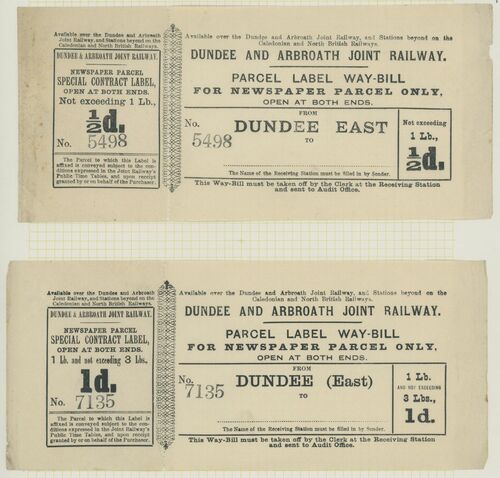 Available over the Dundee and Arbroath
Joint Railway, and Stations beyond on the
Caledonian and North British Railways.
DUNDEE & ARBROATH JOINT RAILWAY.
NEWSPAPER PARCEL
SPECIAL CONTRACT LABEL,
OPEN AT BOTH ENDS.
Not exceeding 1 Lb.,
½d.
No. 5498
The Parcel to which this Label is
affixed is conveyed subject to the con-
ditions expressed in the Joint Railway's
Public Time Tables, and upon receipt
granted by or on behalf of the Purchaser.
Available over the Dundee and Arbroath Joint Railway, and Stations beyond on the
Caledonian and North British Railways.
DUNDEE AND ARBROATH JOINT RAILWAY.
PARCEL LABEL WAY-BILL
FOR NEWSPAPER PARCEL ONLY,
OPEN AT BOTH ENDS.
FROM
No. 5498
DUNDEE EAST
TO
The Name of the Receiving Station must be filled in by Sender.
Not exceeding
1 Lb.,
½d.
This Way-Bill must be taken off by the Clerk at the Receiving Station
and sent to Audit Office.
Available over the Dundee and Arbroath
Joint Railway, and Stations beyond on the
Caledonian and North British Railways.
DUNDEE & ARBROATH JOINT RAILWAY.
NEWSPAPER PARCEL
SPECIAL CONTRACT LABEL,
OPEN AT BOTH ENDS.
1 Lb. and not exceeding 3 Lbs.,
1d.
No. 7135
The Parcel to which this Label is
affixed is conveyed subject to the con-
ditions expressed in the Joint Railway's
Public Time Tables, and upon receipt
granted by or on behalf of the Purchaser.
Available over the Dundee and Arbroath Joint Railway, and Stations beyond on the
Caledonian and North British Railways.
DUNDEE AND ARBROATH JOINT RAILWAY.
PARCEL LABEL WAY-BILL
FOR NEWSPAPER PARCEL ONLY,
OPEN AT BOTH ENDS.
FROM
No. 7135
DUNDEE (East)
TO
The Name of the Receiving Station must be filled in by Sender.
1 Lb.
AND NOT EXCEEDING
3 Lbs.,
1d.
This Way-Bill must be taken off by the Clerk at the Receiving Station
and sent to Audit Office.